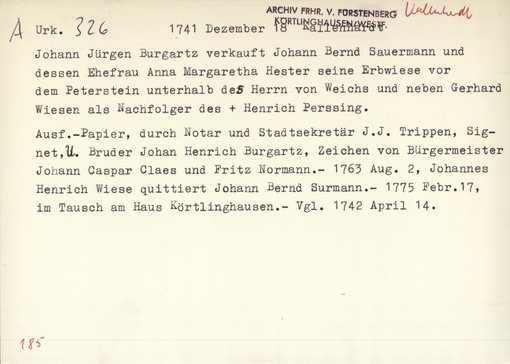 ARCHIV FRHR. V. FÜRSTENBERG
KÖRTLINGHAUSEN/WESTF.
Kallenhardt
A Urk. 326 1741 Dezember 18 Kallenhardt.
Johann Jürgen Burgartz verkauft Johann Bernd Sauermann und
dessen Ehefrau Anna Margaretha Hester seine Erbwiese vor
dem Peterstein unterhalb des Herrn von Weichs und neben Gerhard
Wiesen als Nachfolger des + Henrich Perssing.
Ausf.-Papier, durch Notar und Stadtsekretär J.J. Trippen, Sig-
net, U. Bruder Johan Henrich Burgartz, Zeichen von Bürgermeister
Johann Caspar Claes und Fritz Normann.- 1763 Aug. 2, Johannes
Henrich Wiese quittiert Johann Bernd Surmann.- 1775 Febr.17,
im Tausch am Haus Körtlinghausen.- Vgl. 1742 April 14.
185